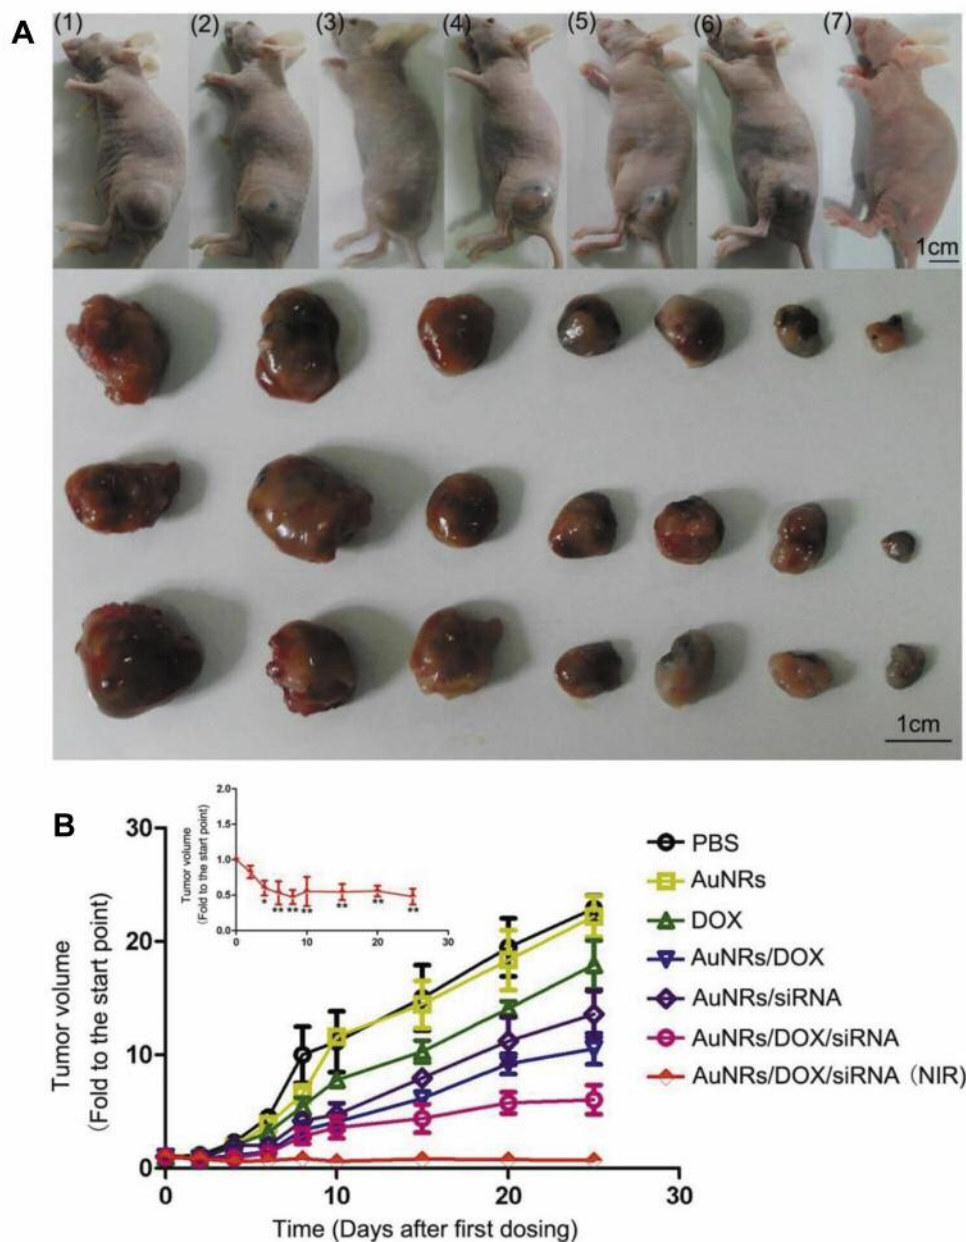 A
(1) (2) (3) (4) (5) (6) (7)
1cm
1cm
B
Tumor volume
(Fold to the start point)
30
20
10
0
0 10 20 30
Time (Days after first dosing)
Tumor volume
(Fold to the start point)
2.0
1.5
1.0
0.5
0.0
0 10 20 30
* ** ** ** ** ** **
PBS
AuNRs
DOX
AuNRs/DOX
AuNRs/siRNA
AuNRs/DOX/siRNA
AuNRs/DOX/siRNA (NIR)